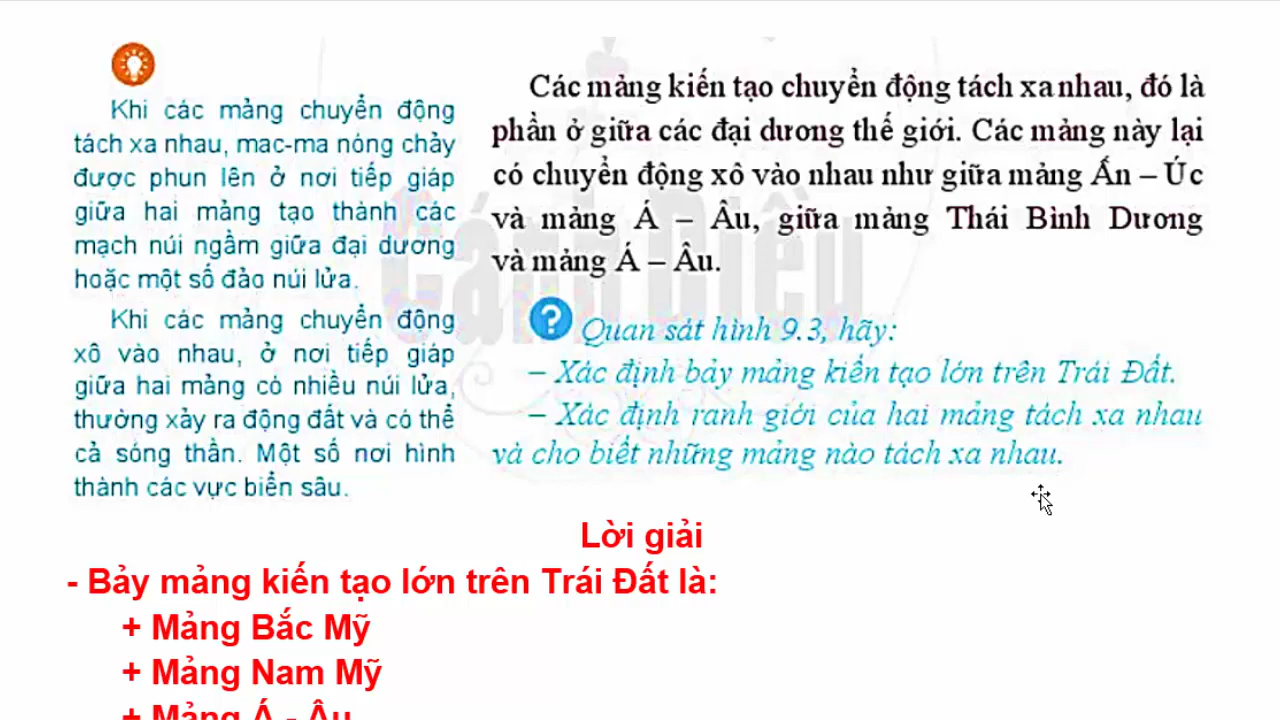 Khi các mảng chuyển động
tách xa nhau, mac-ma nóng chảy
được phun lên ở nơi tiếp giáp
giữa hai mảng tạo thành các
mạch núi ngầm giữa đại dương
hoặc một số đảo núi lửa.
Khi các mảng chuyển động
xô vào nhau, ở nơi tiếp giáp
giữa hai mảng có nhiều núi lửa,
thường xảy ra động đất và có thể
cả sóng thần. Một số nơi hình
thành các vực biển sâu.
Các mảng kiến tạo chuyển động tách xa nhau, đó là
phần ở giữa các đại dương thế giới. Các mảng này lại
có chuyển động xô vào nhau như giữa mảng Ấn – Úc
và mảng Á – Âu, giữa mảng Thái Bình Dương
và mảng Á – Âu.
? Quan sát hình 9.3, hãy:
– Xác định bảy mảng kiến tạo lớn trên Trái Đất.
– Xác định ranh giới của hai mảng tách xa nhau
và cho biết những mảng nào tách xa nhau.
Cánh Diều
Lời giải
- Bảy mảng kiến tạo lớn trên Trái Đất là:
+ Mảng Bắc Mỹ
+ Mảng Nam Mỹ
+ Mảng Á - Âu